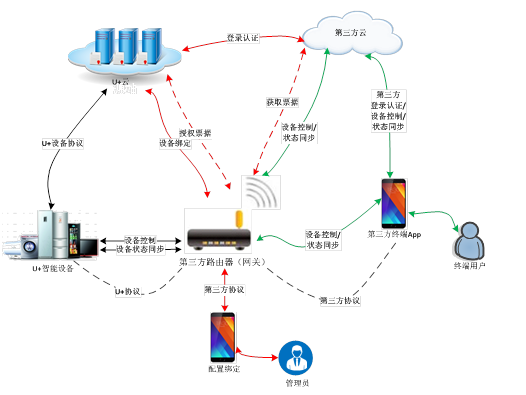 登录认证
第三方云
U+云
获取票据
第三方
登录认证/
设备控制/
状态同步
设备控制/
状态同步
授权票据
设备绑定
U+设备协议
设备控制
设备状态同步
设备控制/
状态同步
第三方终端App
U+智能设备
第三方路由器（网关）
终端用户
U+协议
第三方协议
第三方协议
配置绑定
管理员